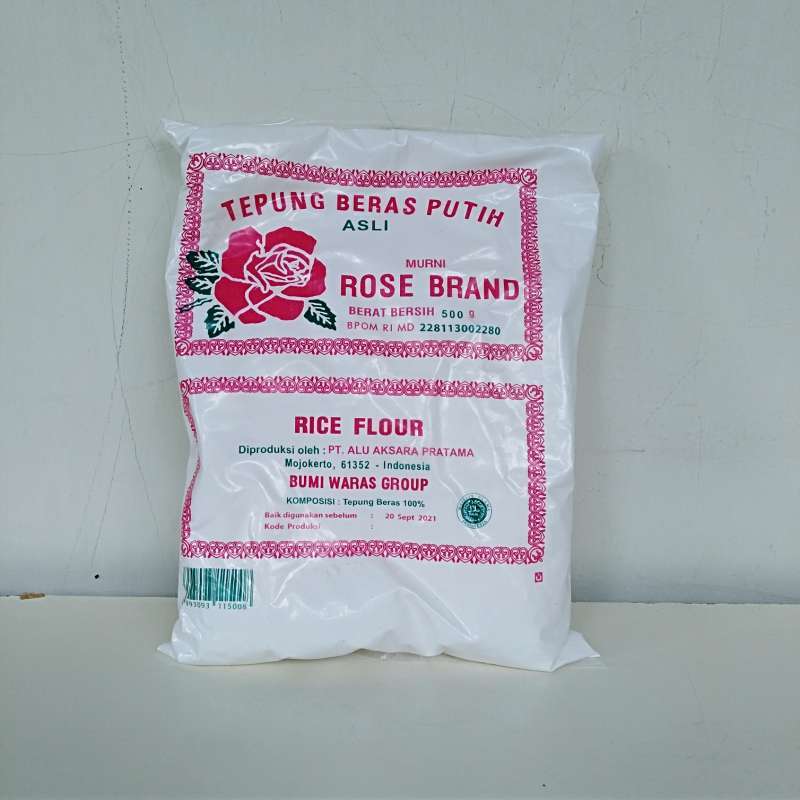 TEPUNG BERAS PUTIH
ASLI
MURNI
ROSE BRAND
BERAT BERSIH 500 g
BPOM RI MD 228113002280
RICE FLOUR
Diproduksi oleh : PT. ALU AKSARA PRATAMA
Mojokerto, 61352 - Indonesia
BUMI WARAS GROUP
KOMPOSISI : Tepung Beras 100%
Baik digunakan sebelum : 20 Sept 2021
Kode Produksi :
115008